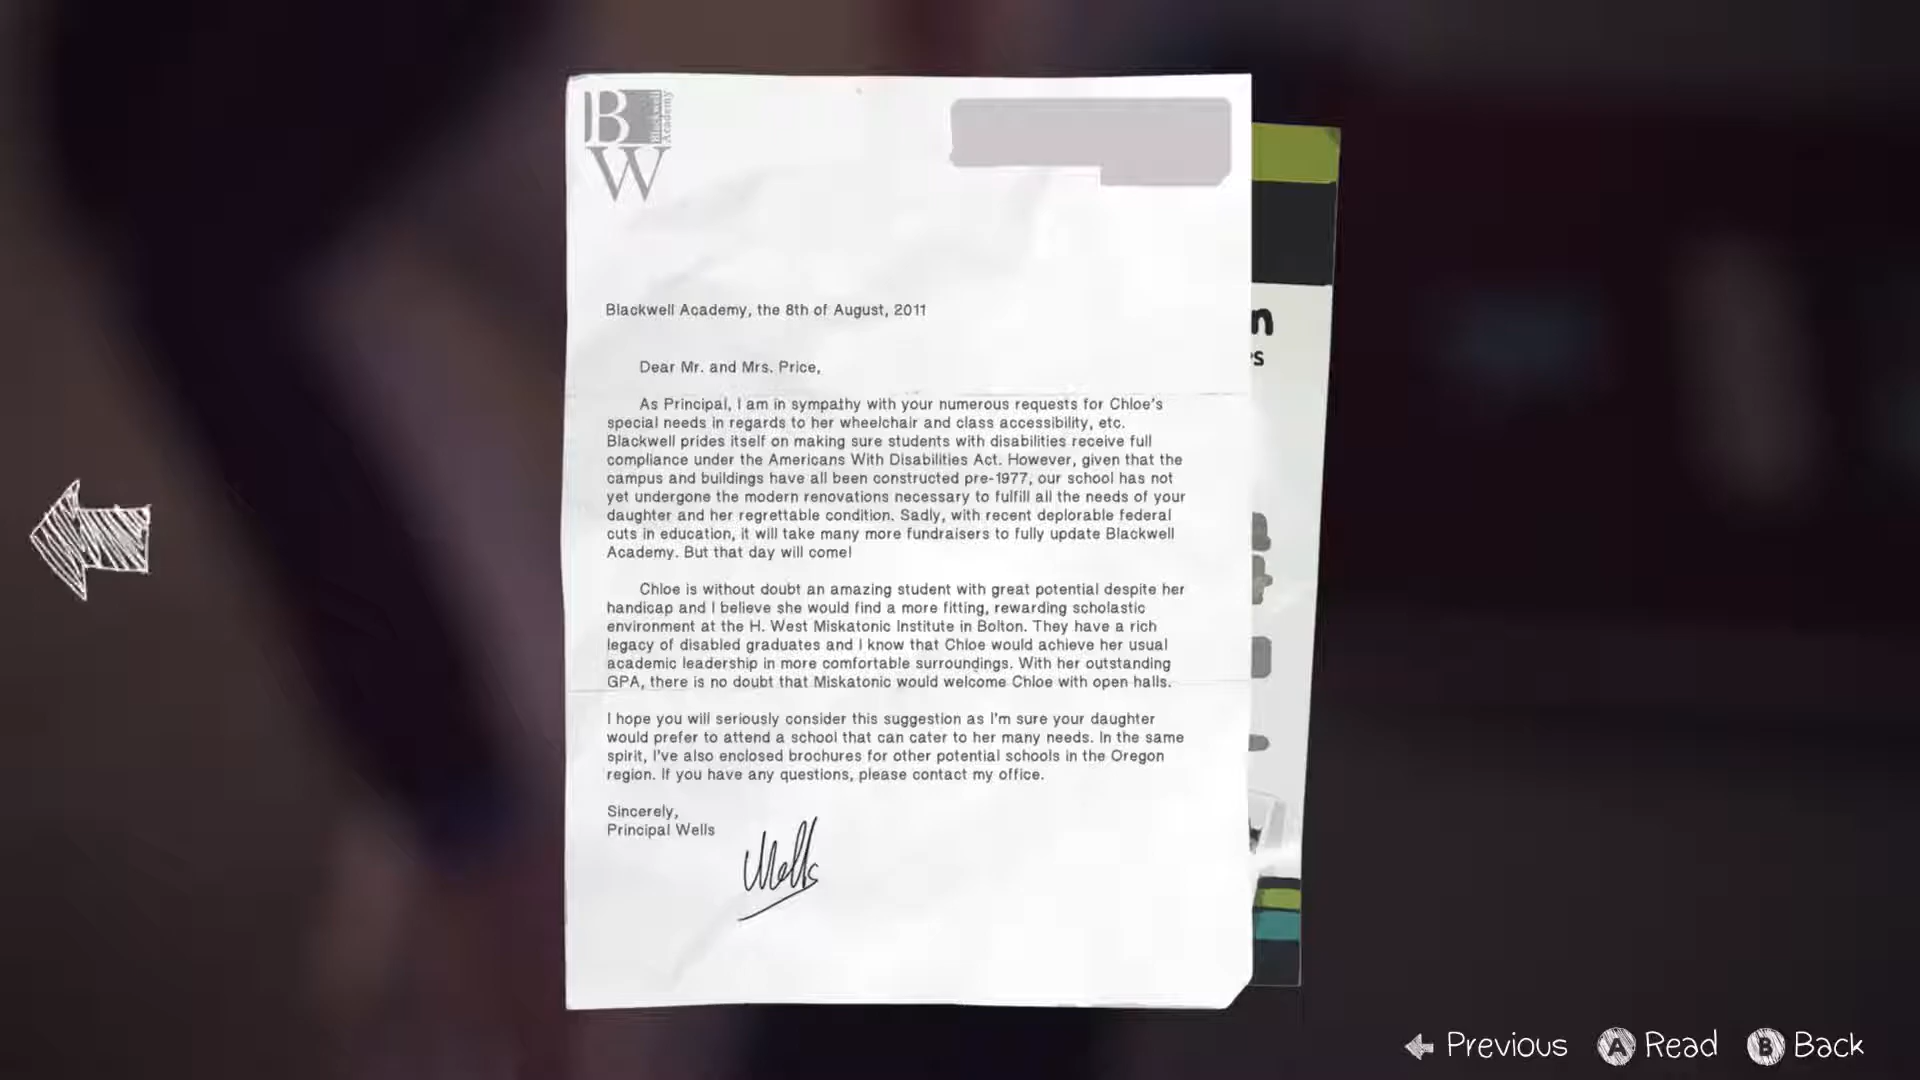 B
Blackwell
Academy
W
Blackwell Academy, the 8th of August, 2011
Dear Mr. and Mrs. Price,
As Principal, I am in sympathy with your numerous requests for Chloe's
special needs in regards to her wheelchair and class accessibility, etc.
Blackwell prides itself on making sure students with disabilities receive full
compliance under the Americans With Disabilities Act. However, given that the
campus and buildings have all been constructed pre-1977, our school has not
yet undergone the modern renovations necessary to fulfill all the needs of your
daughter and her regrettable condition. Sadly, with recent deplorable federal
cuts in education, it will take many more fundraisers to fully update Blackwell
Academy. But that day will come!
Chloe is without doubt an amazing student with great potential despite her
handicap and I believe she would find a more fitting, rewarding scholastic
environment at the H. West Miskatonic Institute in Bolton. They have a rich
legacy of disabled graduates and I know that Chloe would achieve her usual
academic leadership in more comfortable surroundings. With her outstanding
GPA, there is no doubt that Miskatonic would welcome Chloe with open halls.
I hope you will seriously consider this suggestion as I'm sure your daughter
would prefer to attend a school that can cater to her many needs. In the same
spirit, I've also enclosed brochures for other potential schools in the Oregon
region. If you have any questions, please contact my office.
Sincerely,
Principal Wells
Wells
Previous A Read B Back